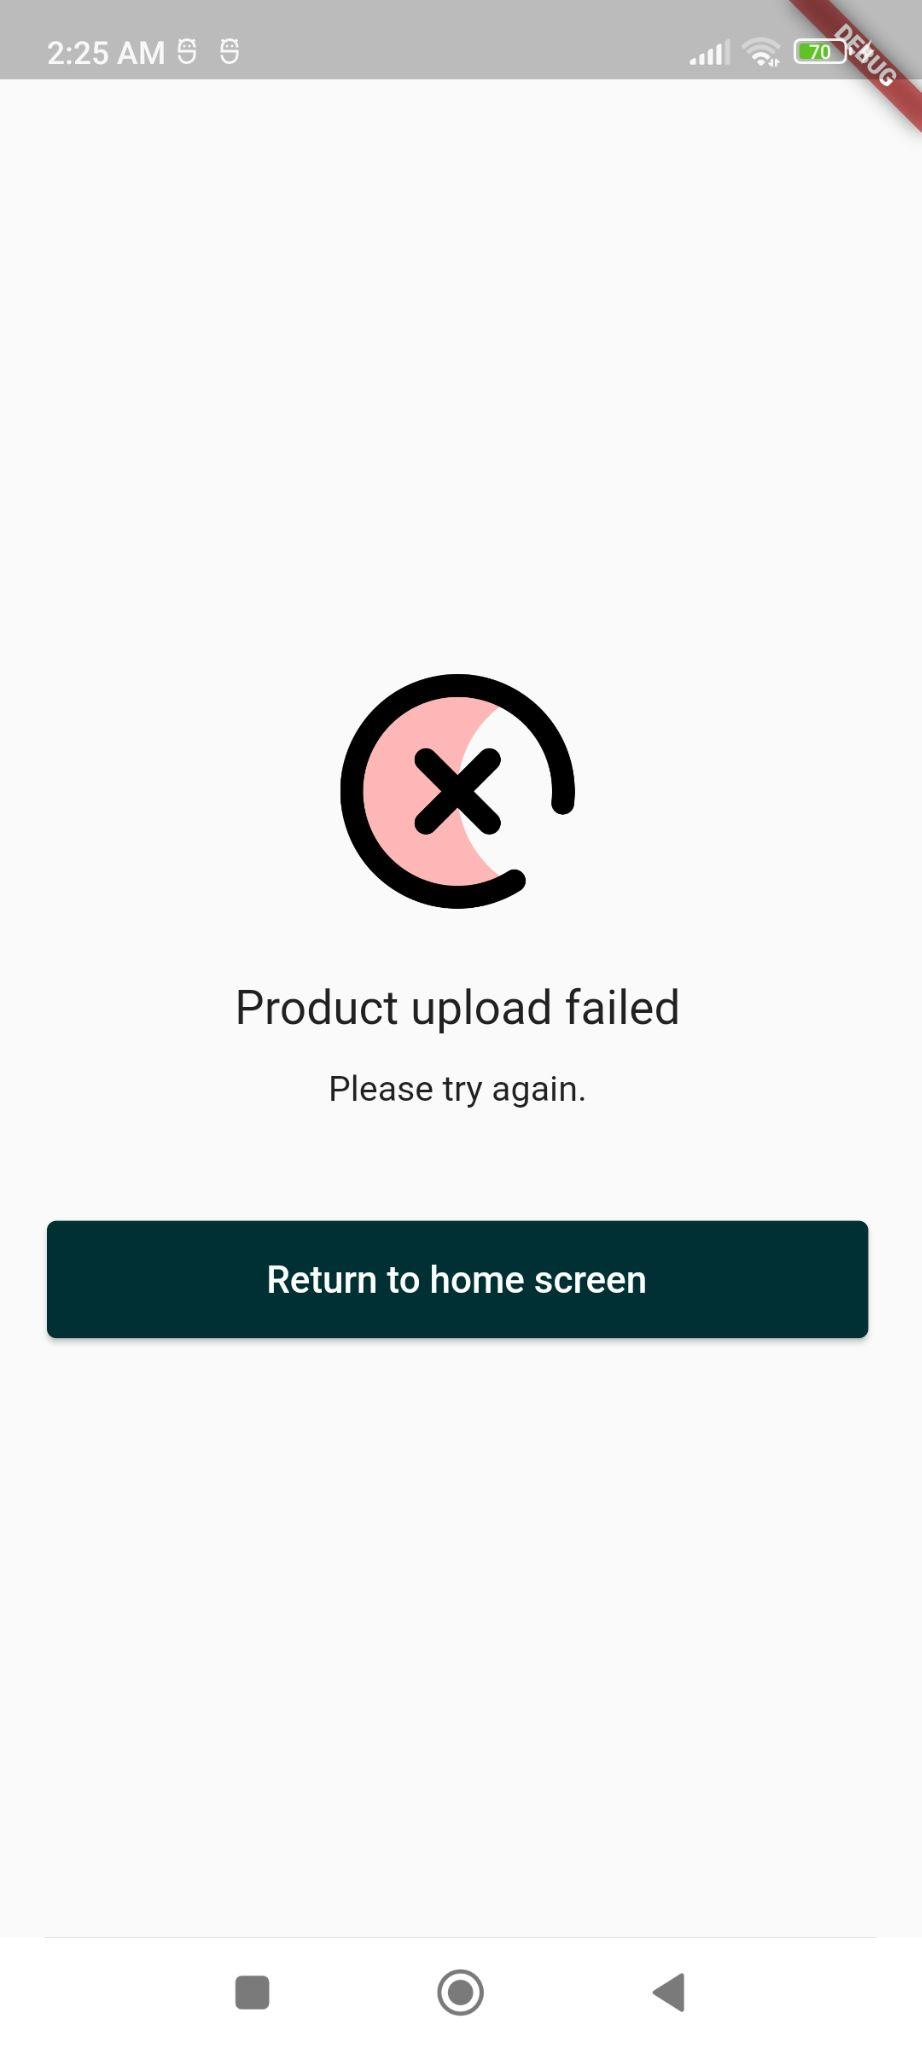 2:25 AM
70
DEBUG
Product upload failed
Please try again.
Return to home screen